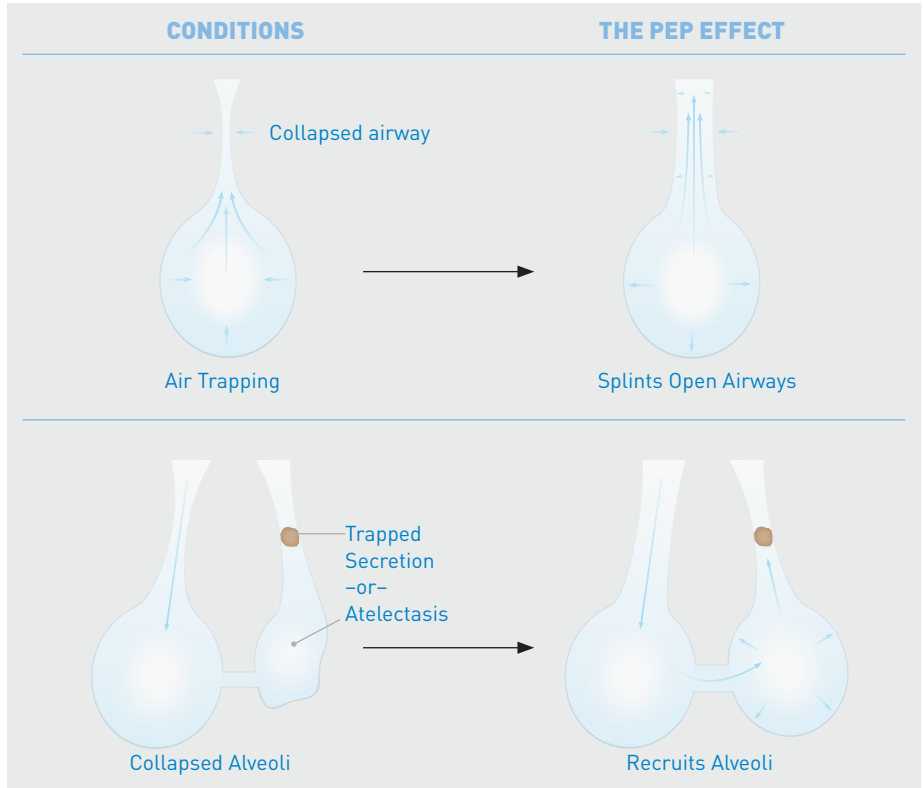 CONDITIONS
THE PEP EFFECT
Collapsed airway
Air Trapping
Splints Open Airways
Trapped
Secretion
–or–
Atelectasis
Collapsed Alveoli
Recruits Alveoli